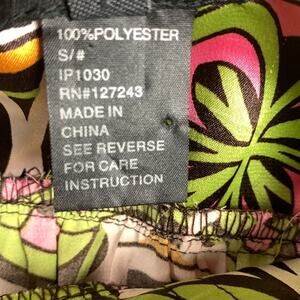 100%POLYESTER
S/#
IP1030
RN#127243
MADE IN
CHINA
SEE REVERSE
FOR CARE
INSTRUCTION